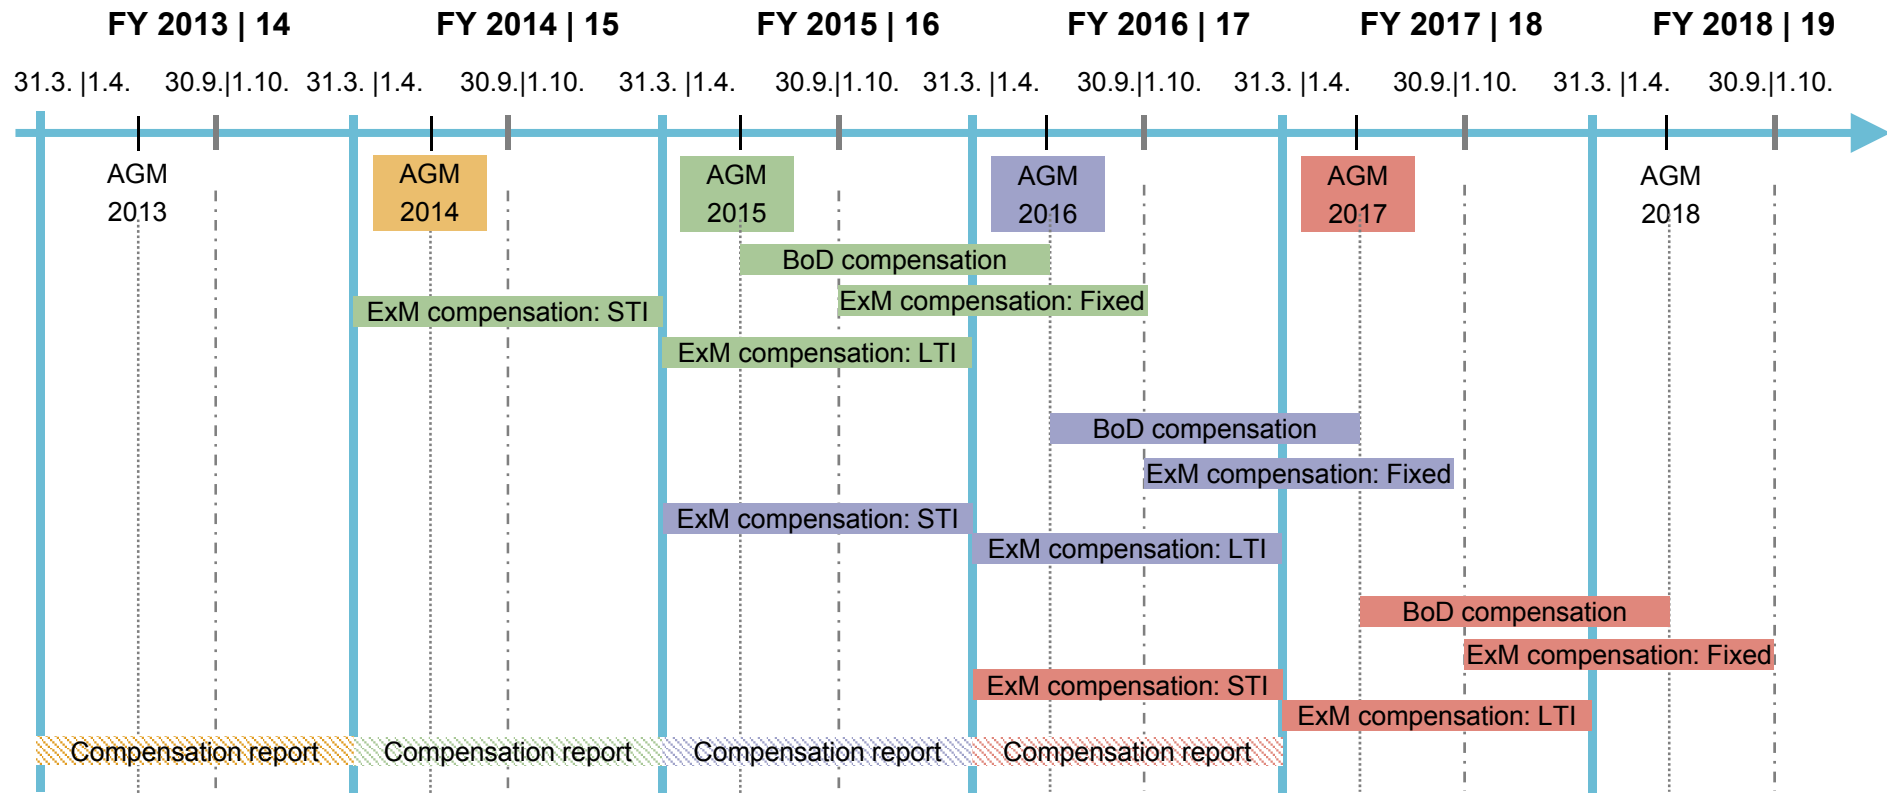 FY 2013 | 14 FY 2014 | 15 FY 2015 | 16 FY 2016 | 17 FY 2017 | 18 FY 2018 | 19
31.3. |1.4. 30.9.|1.10. 31.3. |1.4. 30.9.|1.10. 31.3. |1.4. 30.9.|1.10. 31.3. |1.4. 30.9.|1.10. 31.3. |1.4. 30.9.|1.10. 31.3. |1.4. 30.9.|1.10.
AGM 2013
AGM 2014
AGM 2015
AGM 2016
AGM 2017
AGM 2018
BoD compensation
ExM compensation: Fixed
ExM compensation: STI
ExM compensation: LTI
BoD compensation
ExM compensation: Fixed
ExM compensation: STI
ExM compensation: LTI
BoD compensation
ExM compensation: Fixed
ExM compensation: STI
ExM compensation: LTI
Compensation report Compensation report Compensation report Compensation report